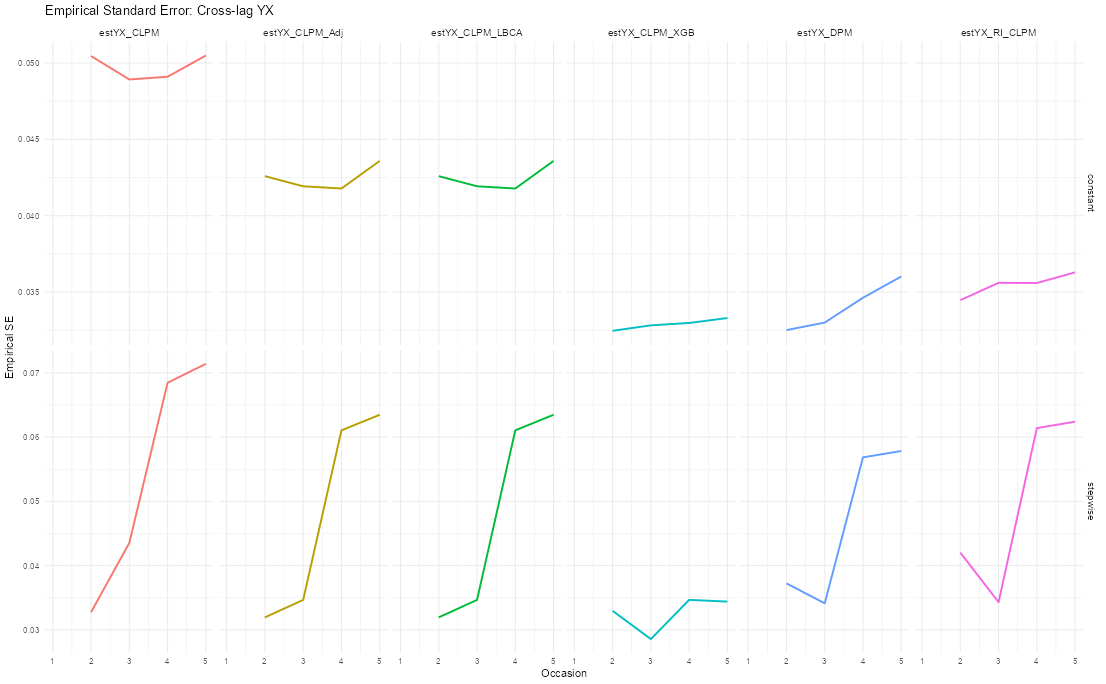 Empirical Standard Error: Cross-lag YX
estYX_CLPM estYX_CLPM_Adj estYX_CLPM_LBCA estYX_CLPM_XGB estYX_DPM estYX_RI_CLPM
0.050
0.045
0.040
0.035
constant
Empirical SE
0.07
0.06
0.05
0.04
0.03
stepwise
1 2 3 4 5 1 2 3 4 5 1 2 3 4 5 1 2 3 4 5 1 2 3 4 5 1 2 3 4 5
Occasion